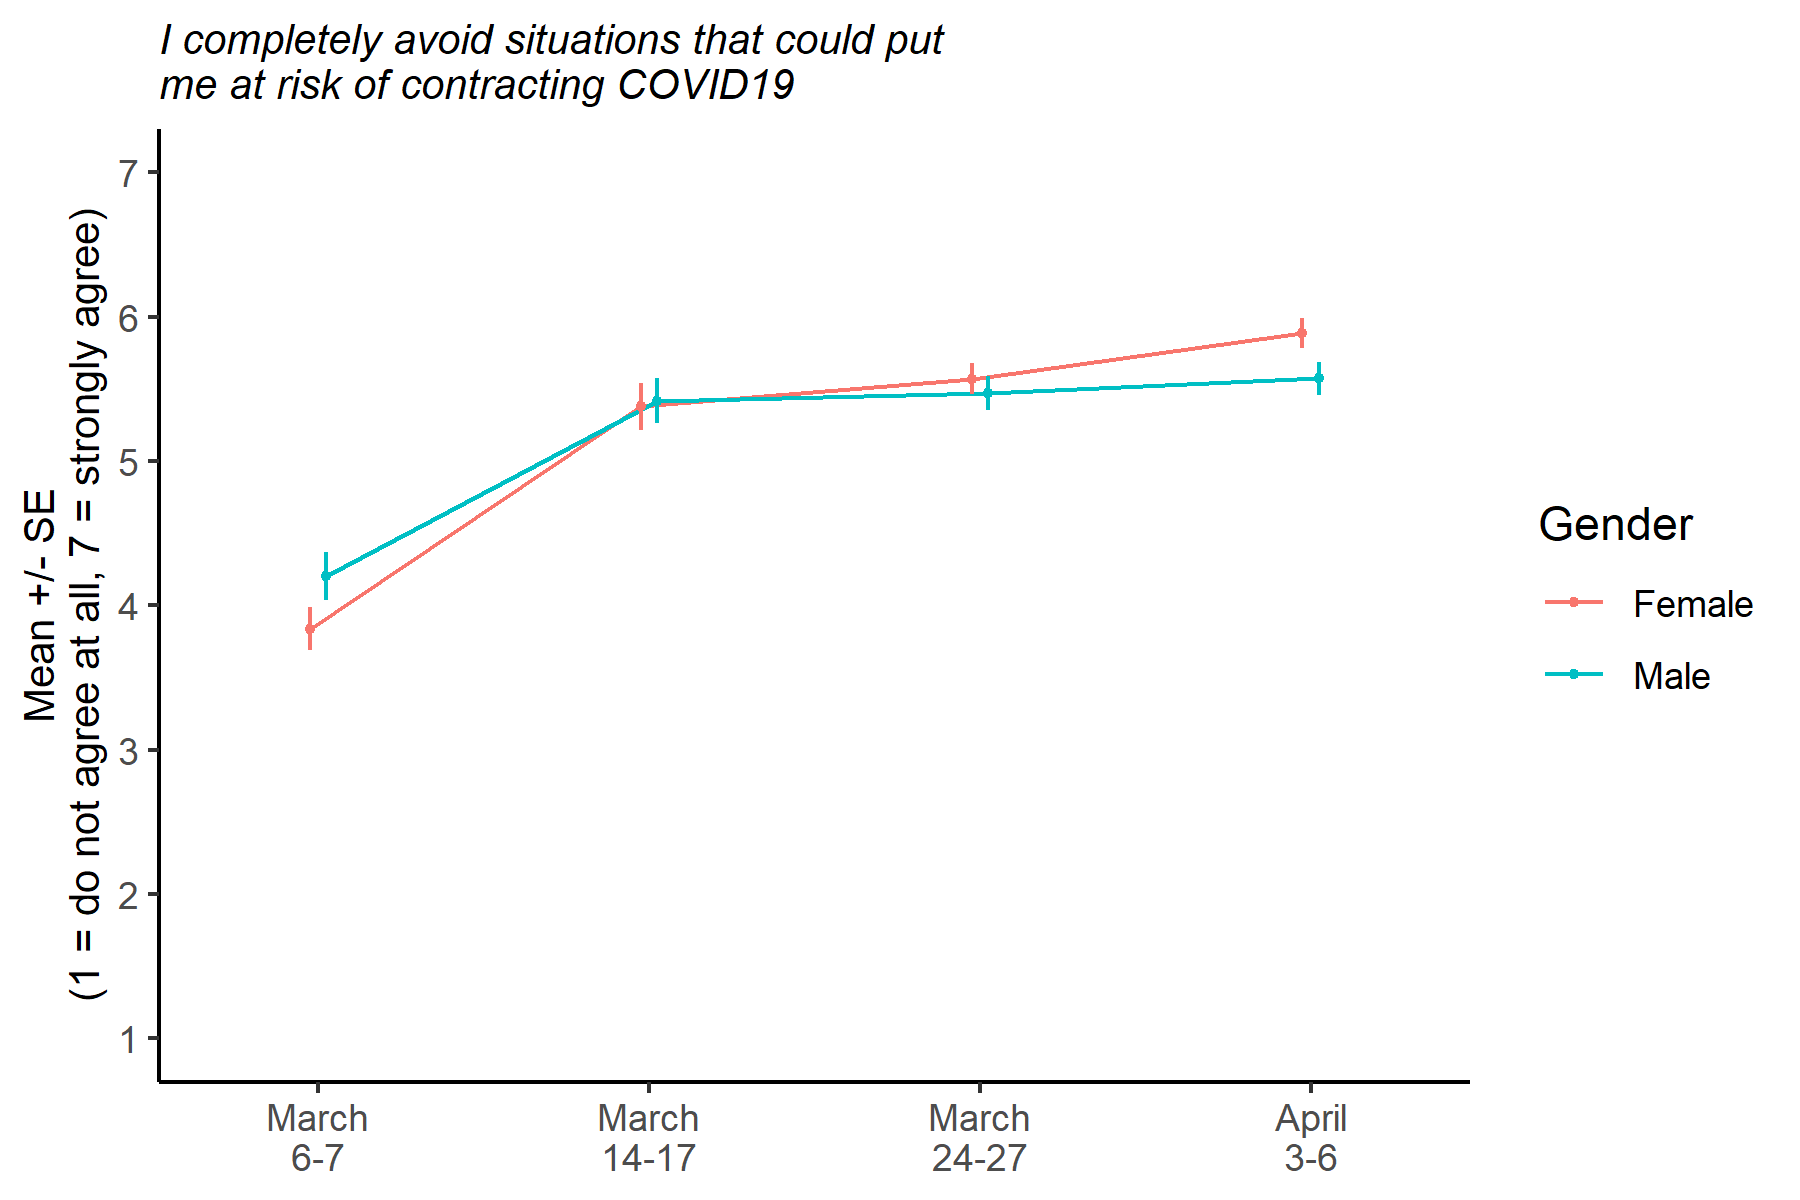 I completely avoid situations that could put
me at risk of contracting COVID19
Mean +/- SE
(1 = do not agree at all, 7 = strongly agree)
7
6
5
4
3
2
1
March
6-7
March
14-17
March
24-27
April
3-6
Gender
Female
Male